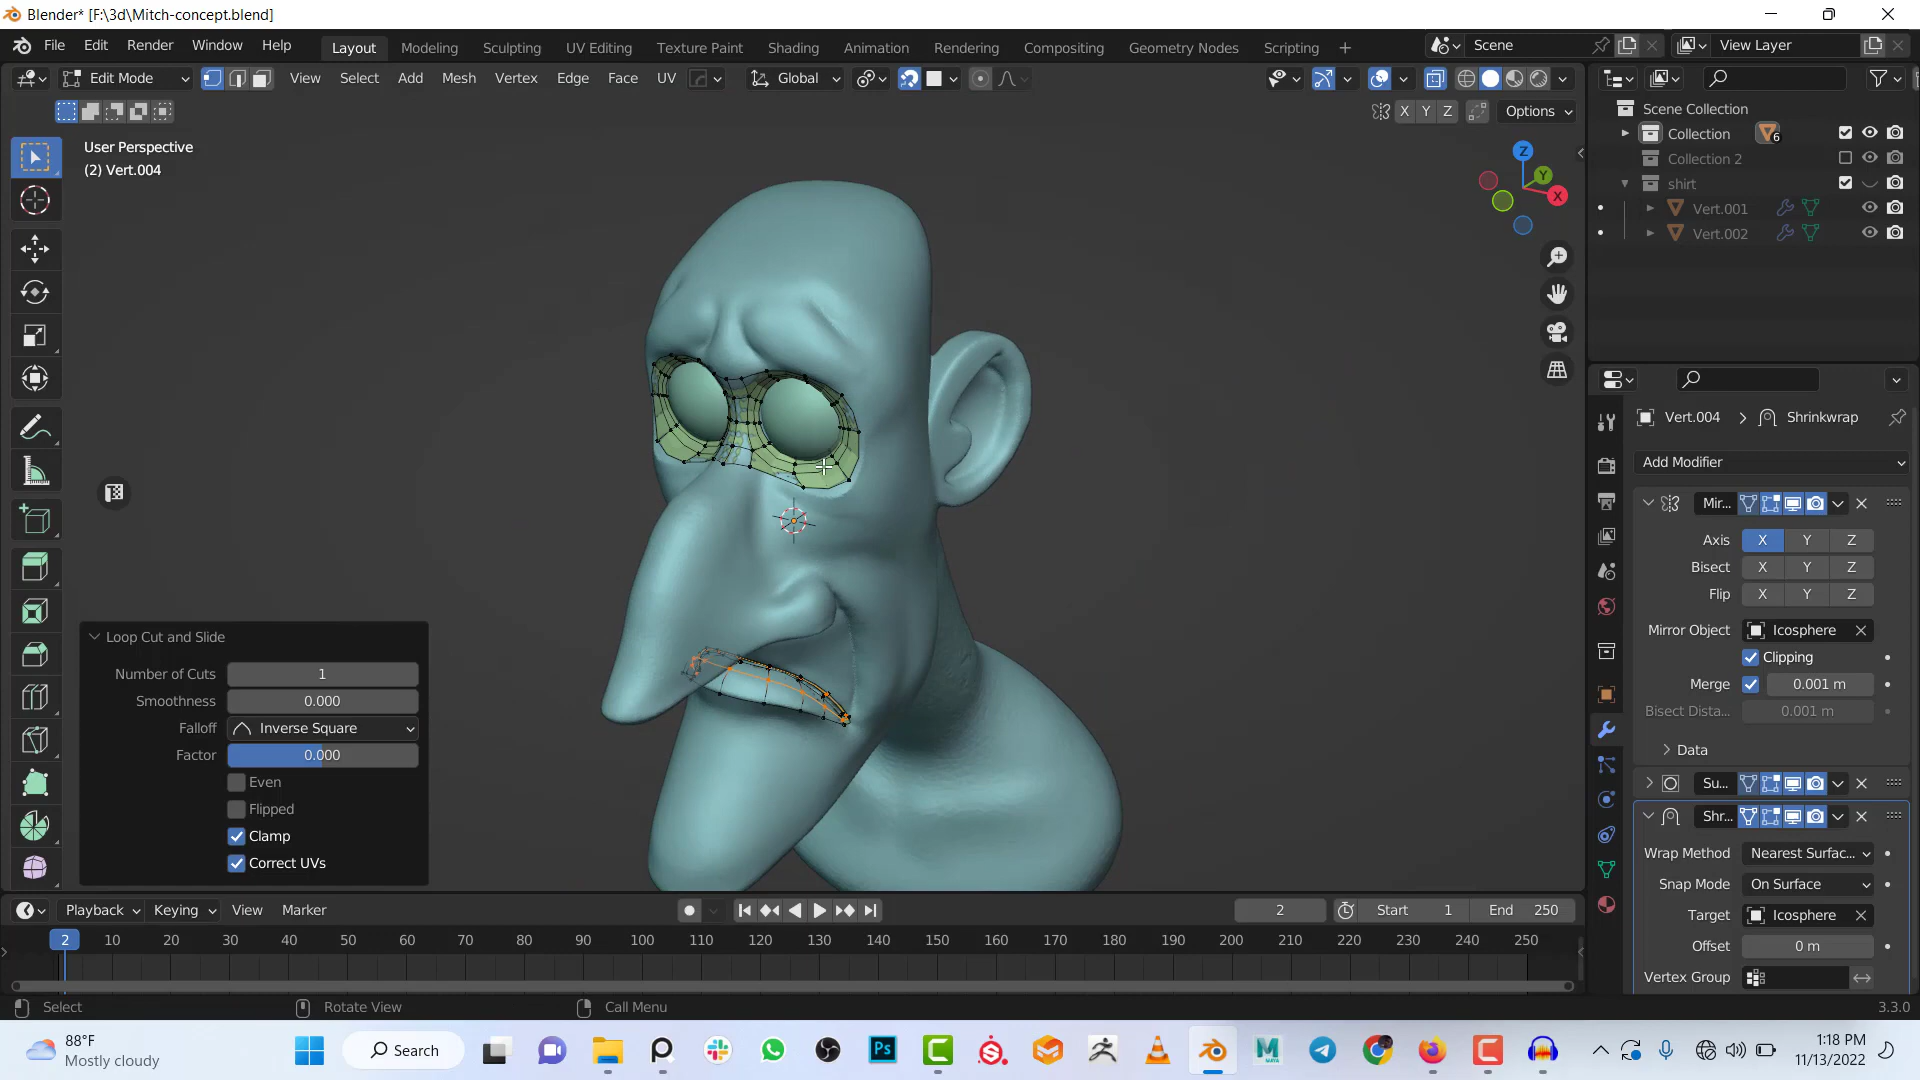 Blender* [F:\3d\Mitch-concept.blend]
File Edit Render Window Help Layout Modeling Sculpting UV Editing Texture Paint Shading Animation Rendering Compositing Geometry Nodes Scripting + Scene View Layer
Edit Mode View Select Add Mesh Vertex Edge Face UV Global
X Y Z Options
User Perspective
(2) Vert.004
Z
Y
X
Scene Collection
Collection 6
Collection 2
shirt
Vert.001
Vert.002
Vert.004 > Shrinkwrap
Add Modifier
Mir...
Axis X Y Z
Bisect X Y Z
Flip X Y Z
Mirror Object Icosphere
Clipping
Merge 0.001 m
Bisect Dista... 0.001 m
Data
Su...
Shr...
Wrap Method Nearest Surfac...
Snap Mode On Surface
Target Icosphere
Offset 0 m
Vertex Group
Loop Cut and Slide
Number of Cuts 1
Smoothness 0.000
Falloff Inverse Square
Factor 0.000
Even
Flipped
Clamp
Correct UVs
Playback Keying View Marker 2 Start 1 End 250
2 10 20 30 40 50 60 70 80 90 100 110 120 130 140 150 160 170 180 190 200 210 220 230 240 250
Select Rotate View Call Menu 3.3.0
88°F
Mostly cloudy
Search
Ps
MAYA
1:18 PM
11/13/2022